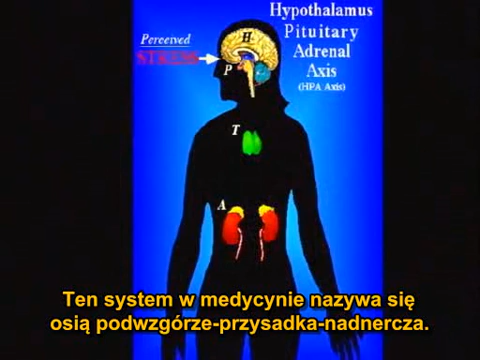 Hypothalamus
Pituitary
Adrenal
Axis
(HPA Axis)
Perceived
STRESS
H
P
T
A
Ten system w medycynie nazywa się
osią podwzgórze-przysadka-nadnercza.